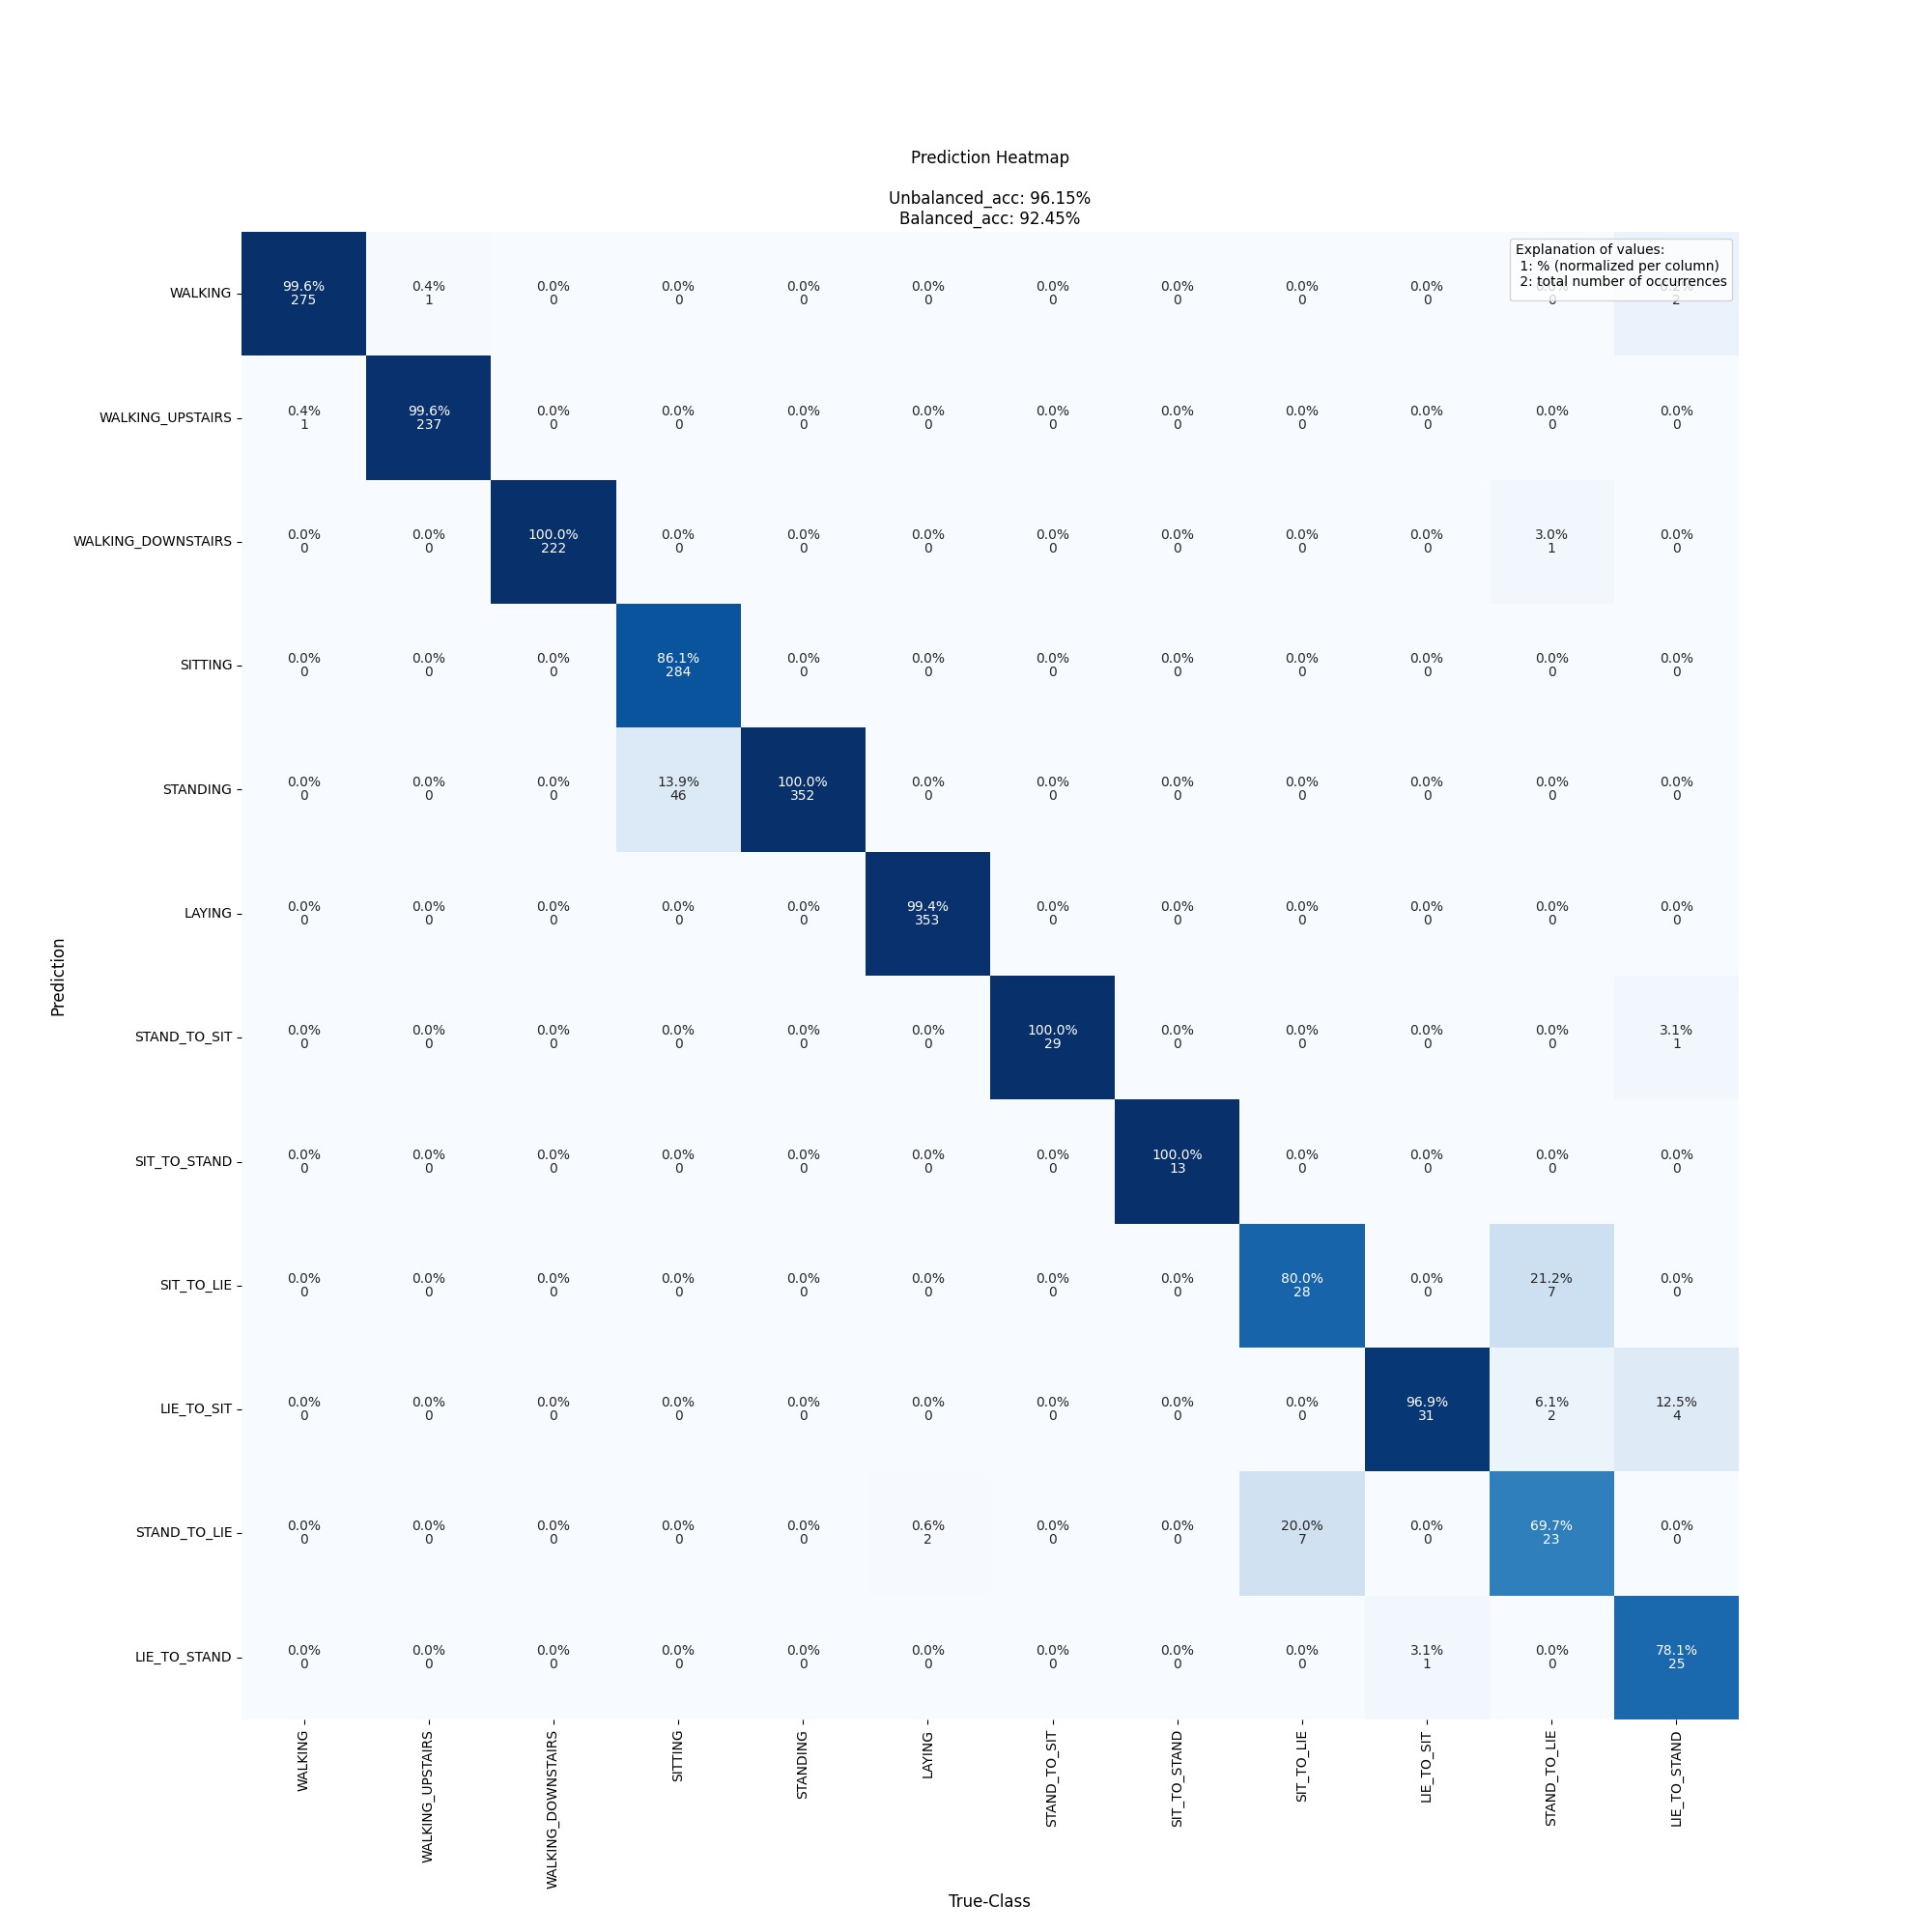 Prediction Heatmap
Unbalanced_acc: 96.15%
Balanced_acc: 92.45%
Explanation of values:
1: % (normalized per column)
2: total number of occurrences
WALKING
99.6% 0.4% 0.0% 0.0% 0.0% 0.0% 0.0% 0.0% 0.0% 0.0%
275 1 0 0 0 0 0 0 0 0 0 2
WALKING_UPSTAIRS
0.4% 99.6% 0.0% 0.0% 0.0% 0.0% 0.0% 0.0% 0.0% 0.0% 0.0% 0.0%
1 237 0 0 0 0 0 0 0 0 0 0
WALKING_DOWNSTAIRS
0.0% 0.0% 100.0% 0.0% 0.0% 0.0% 0.0% 0.0% 0.0% 0.0% 3.0% 0.0%
0 0 222 0 0 0 0 0 0 0 1 0
SITTING
0.0% 0.0% 0.0% 86.1% 0.0% 0.0% 0.0% 0.0% 0.0% 0.0% 0.0% 0.0%
0 0 0 284 0 0 0 0 0 0 0 0
STANDING
0.0% 0.0% 0.0% 13.9% 100.0% 0.0% 0.0% 0.0% 0.0% 0.0% 0.0% 0.0%
0 0 0 46 352 0 0 0 0 0 0 0
LAYING
0.0% 0.0% 0.0% 0.0% 0.0% 99.4% 0.0% 0.0% 0.0% 0.0% 0.0% 0.0%
0 0 0 0 0 353 0 0 0 0 0 0
STAND_TO_SIT
0.0% 0.0% 0.0% 0.0% 0.0% 0.0% 100.0% 0.0% 0.0% 0.0% 0.0% 3.1%
0 0 0 0 0 0 29 0 0 0 0 1
SIT_TO_STAND
0.0% 0.0% 0.0% 0.0% 0.0% 0.0% 0.0% 100.0% 0.0% 0.0% 0.0% 0.0%
0 0 0 0 0 0 0 13 0 0 0 0
SIT_TO_LIE
0.0% 0.0% 0.0% 0.0% 0.0% 0.0% 0.0% 0.0% 80.0% 0.0% 21.2% 0.0%
0 0 0 0 0 0 0 0 28 0 7 0
LIE_TO_SIT
0.0% 0.0% 0.0% 0.0% 0.0% 0.0% 0.0% 0.0% 0.0% 96.9% 6.1% 12.5%
0 0 0 0 0 0 0 0 0 31 2 4
STAND_TO_LIE
0.0% 0.0% 0.0% 0.0% 0.0% 0.6% 0.0% 0.0% 20.0% 0.0% 69.7% 0.0%
0 0 0 0 0 2 0 0 7 0 23 0
LIE_TO_STAND
0.0% 0.0% 0.0% 0.0% 0.0% 0.0% 0.0% 0.0% 0.0% 3.1% 0.0% 78.1%
0 0 0 0 0 0 0 0 0 1 0 25
Prediction
WALKING
WALKING_UPSTAIRS
WALKING_DOWNSTAIRS
SITTING
STANDING
LAYING
STAND_TO_SIT
SIT_TO_STAND
SIT_TO_LIE
LIE_TO_SIT
STAND_TO_LIE
LIE_TO_STAND
True-Class